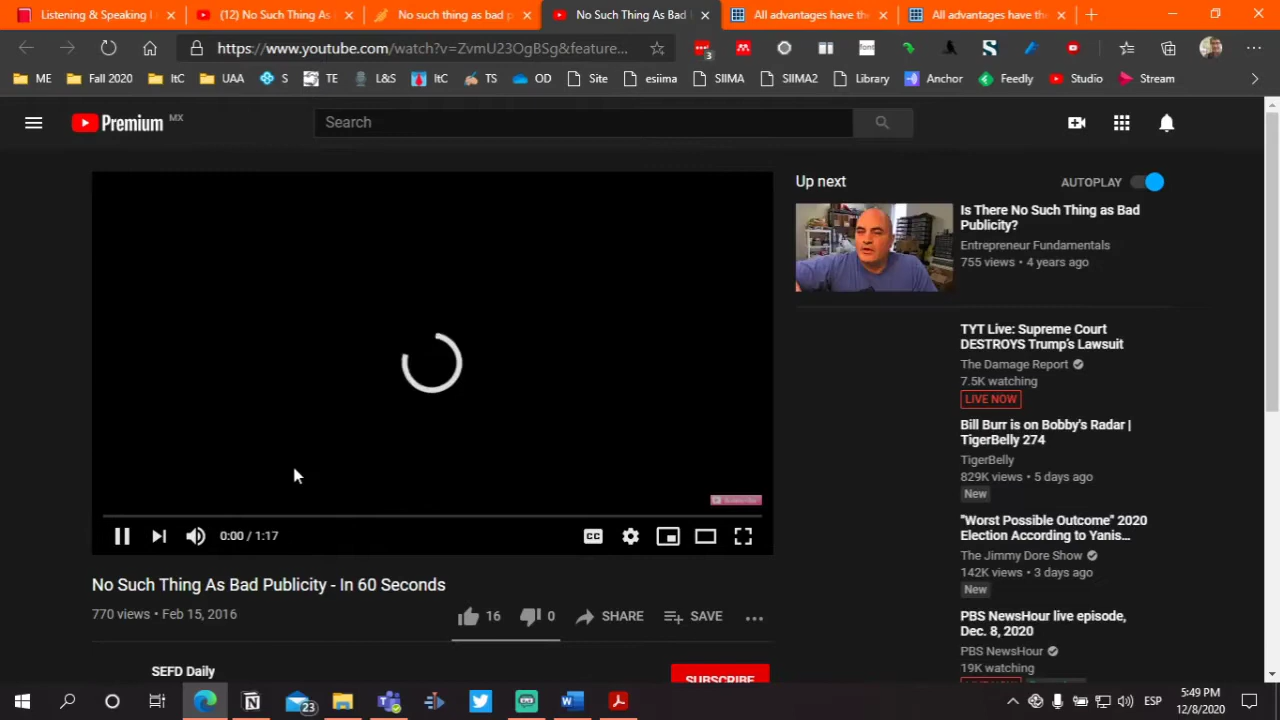 Listening & Speaking I
(12) No Such Thing As
No such thing as bad p
No Such Thing As Bad
All advantages have the
All advantages have the
https://www.youtube.com/watch?v=ZvmU23OgBSg&feature...
3
font
ME
Fall 2020
ItC
UAA
S
TE
L&S
ItC
TS
OD
Site
esiima
SIIMA
SIIMA2
Library
Anchor
Feedly
Studio
Stream
Premium MX
Search
Up next
AUTOPLAY
Is There No Such Thing as Bad
Publicity?
Entrepreneur Fundamentals
755 views • 4 years ago
TYT Live: Supreme Court
DESTROYS Trump's Lawsuit
The Damage Report
7.5K watching
LIVE NOW
Bill Burr is on Bobby's Radar |
TigerBelly 274
TigerBelly
829K views • 5 days ago
New
"Worst Possible Outcome" 2020
Election According to Yanis...
The Jimmy Dore Show
142K views • 3 days ago
New
PBS NewsHour live episode,
Dec. 8, 2020
PBS NewsHour
19K watching
0:00 / 1:17
CC
No Such Thing As Bad Publicity - In 60 Seconds
770 views • Feb 15, 2016
16
0
SHARE
SAVE
SEFD Daily
SUBSCRIBE
23
ESP
5:49 PM
12/8/2020